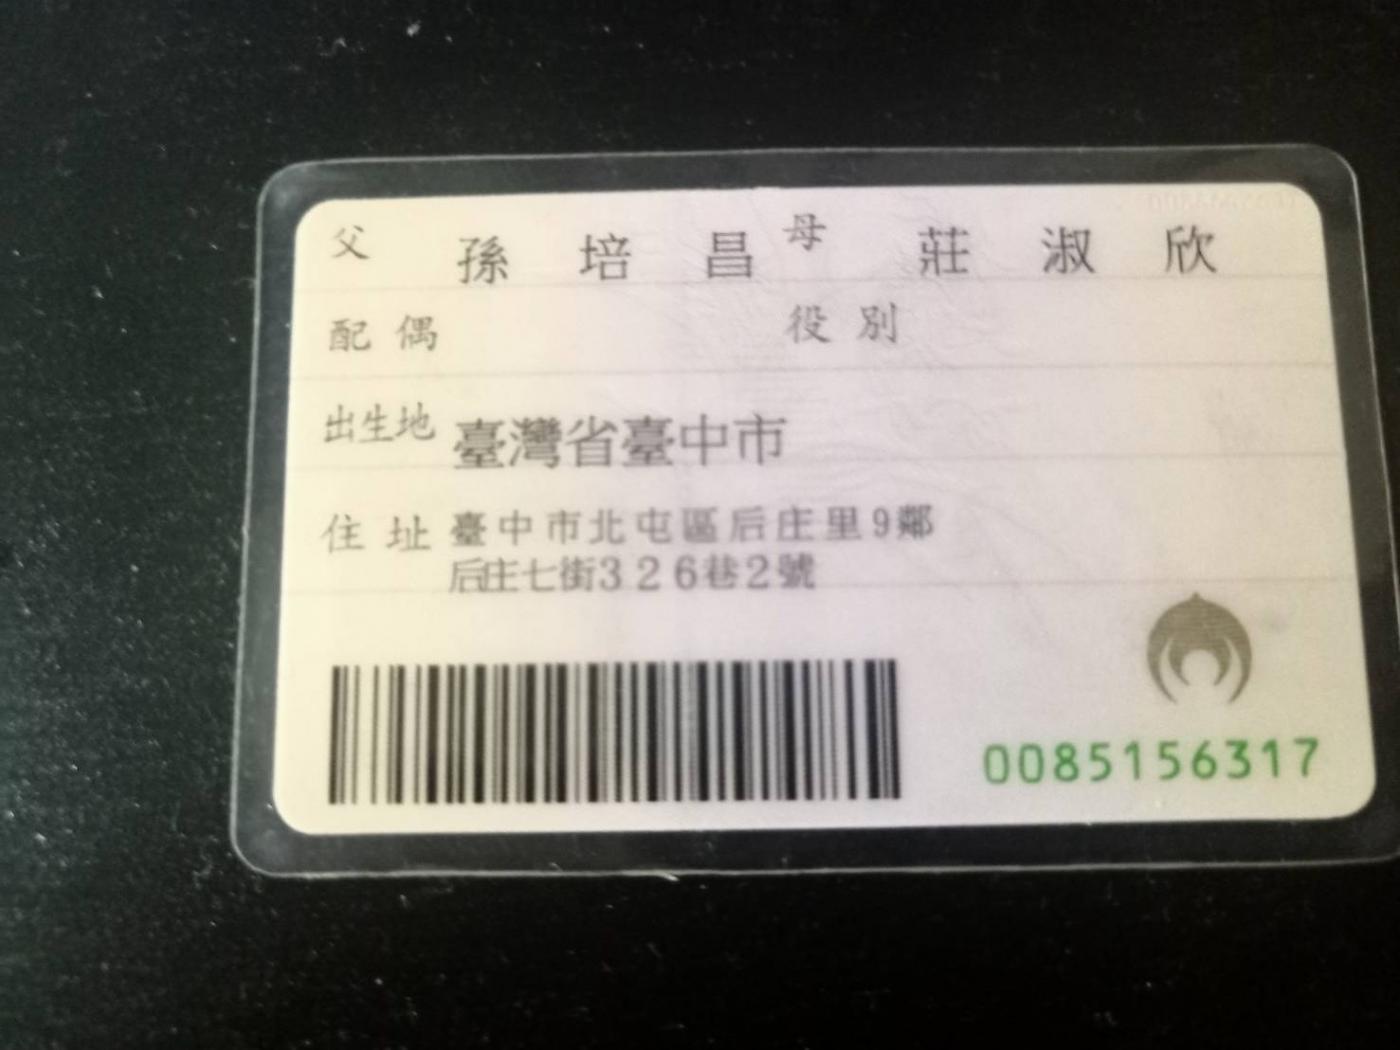 父 孫培昌 母 莊淑欣
配偶 役別
出生地 臺灣省臺中市
住址 臺中市北屯區后庄里9鄰
后庄七街326巷2號
0085156317